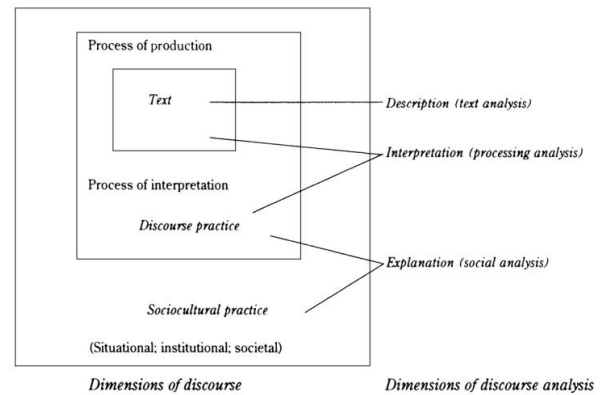 Process of production
Text
Description (text analysis)
Interpretation (processing analysis)
Process of interpretation
Discourse practice
Explanation (social analysis)
Sociocultural practice
(Situational; institutional; societal)
Dimensions of discourse
Dimensions of discourse analysis